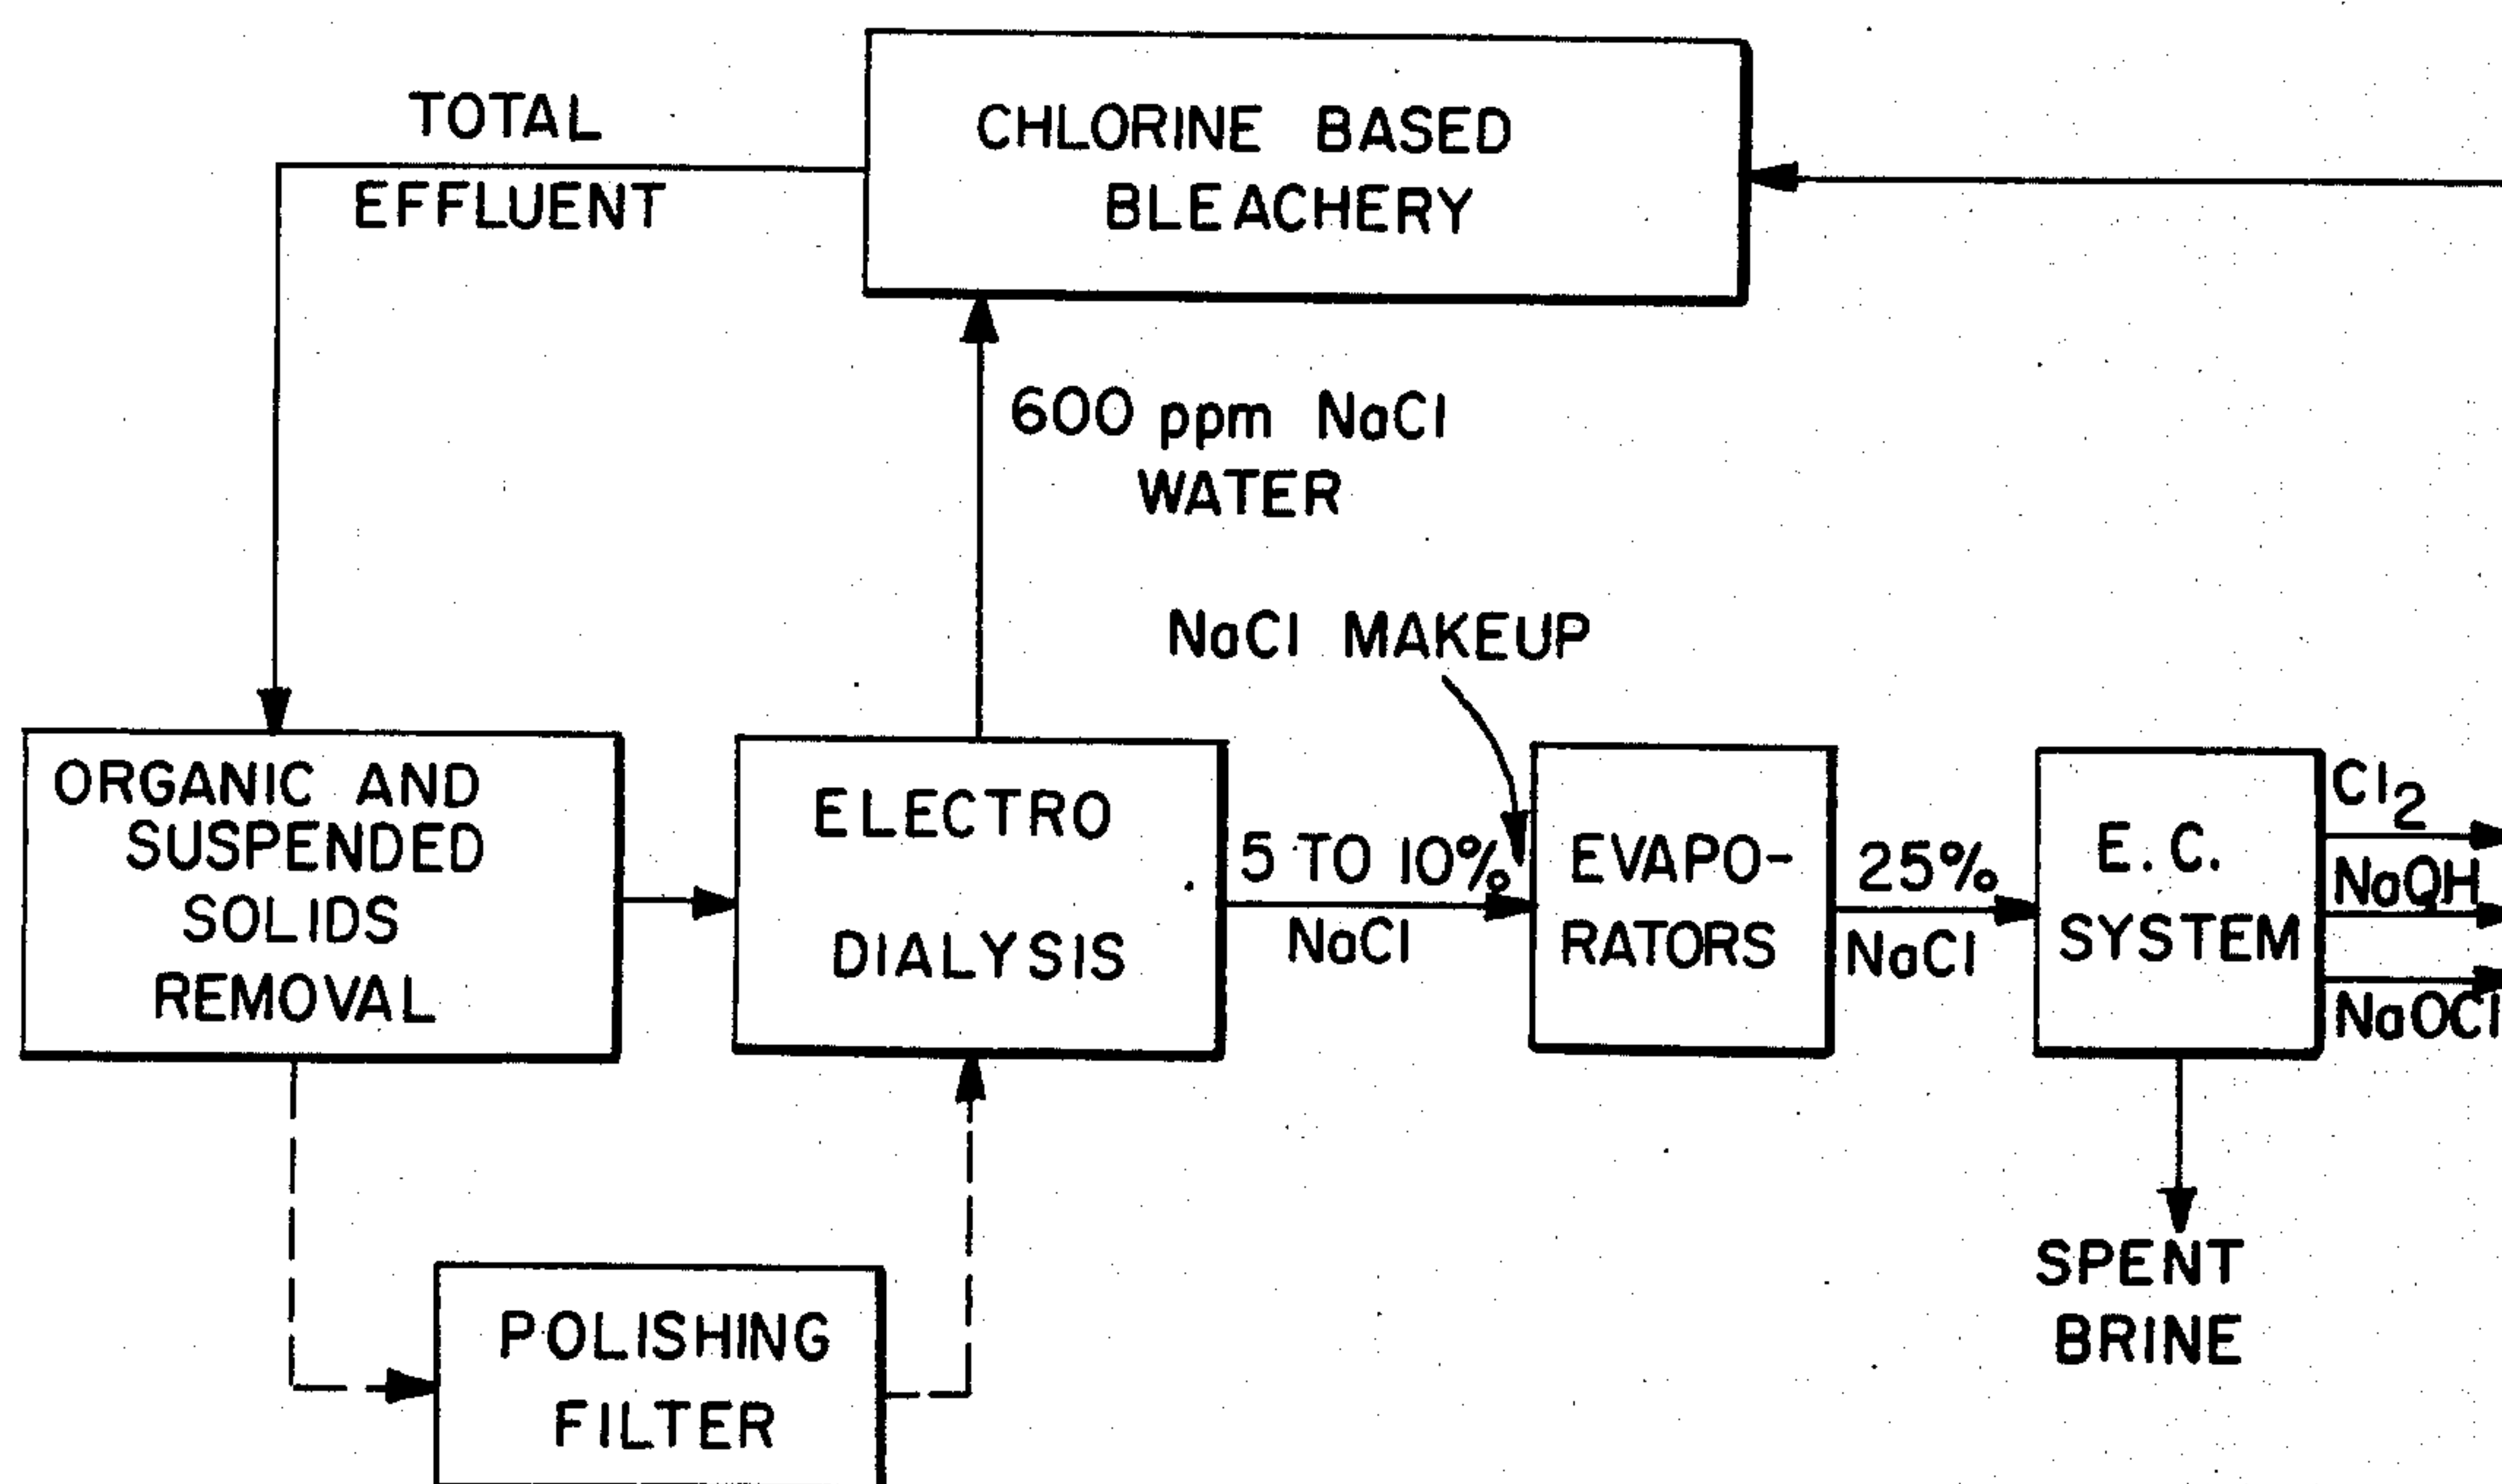 TOTAL
EFFLUENT
CHLORINE BASED
BLEACHERY
600 ppm NaCl
WATER
NaCl MAKEUP
ORGANIC AND
SUSPENDED
SOLIDS
REMOVAL
ELECTRO
DIALYSIS
5 TO 10%
NaCl
EVAPO-
RATORS
25%
NaCl
E.C.
SYSTEM
Cl2
NaOH
NaOCl
SPENT
BRINE
POLISHING
FILTER